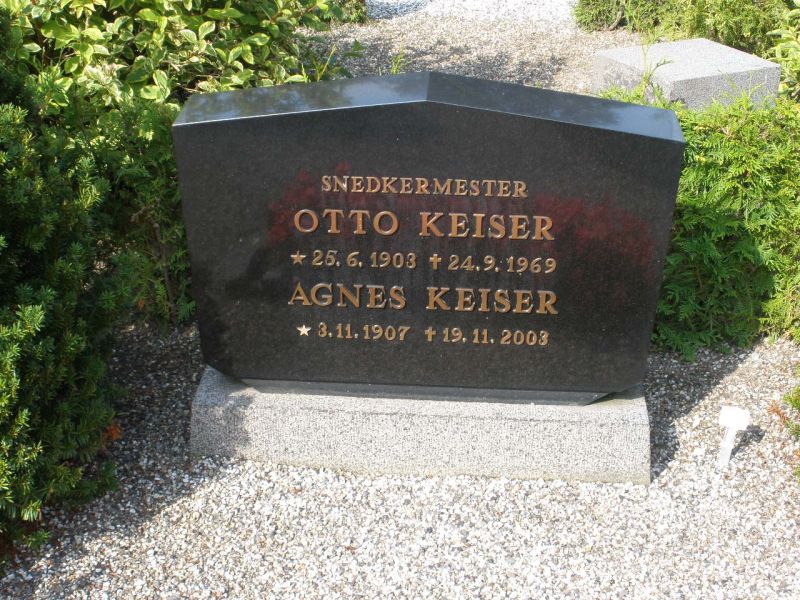 SNEDKERMESTER
OTTO KEISER
★ 25. 6. 1903 ✝ 24. 9. 1969
AGNES KEISER
★ 3. 11. 1907 ✝ 19. 11. 2003